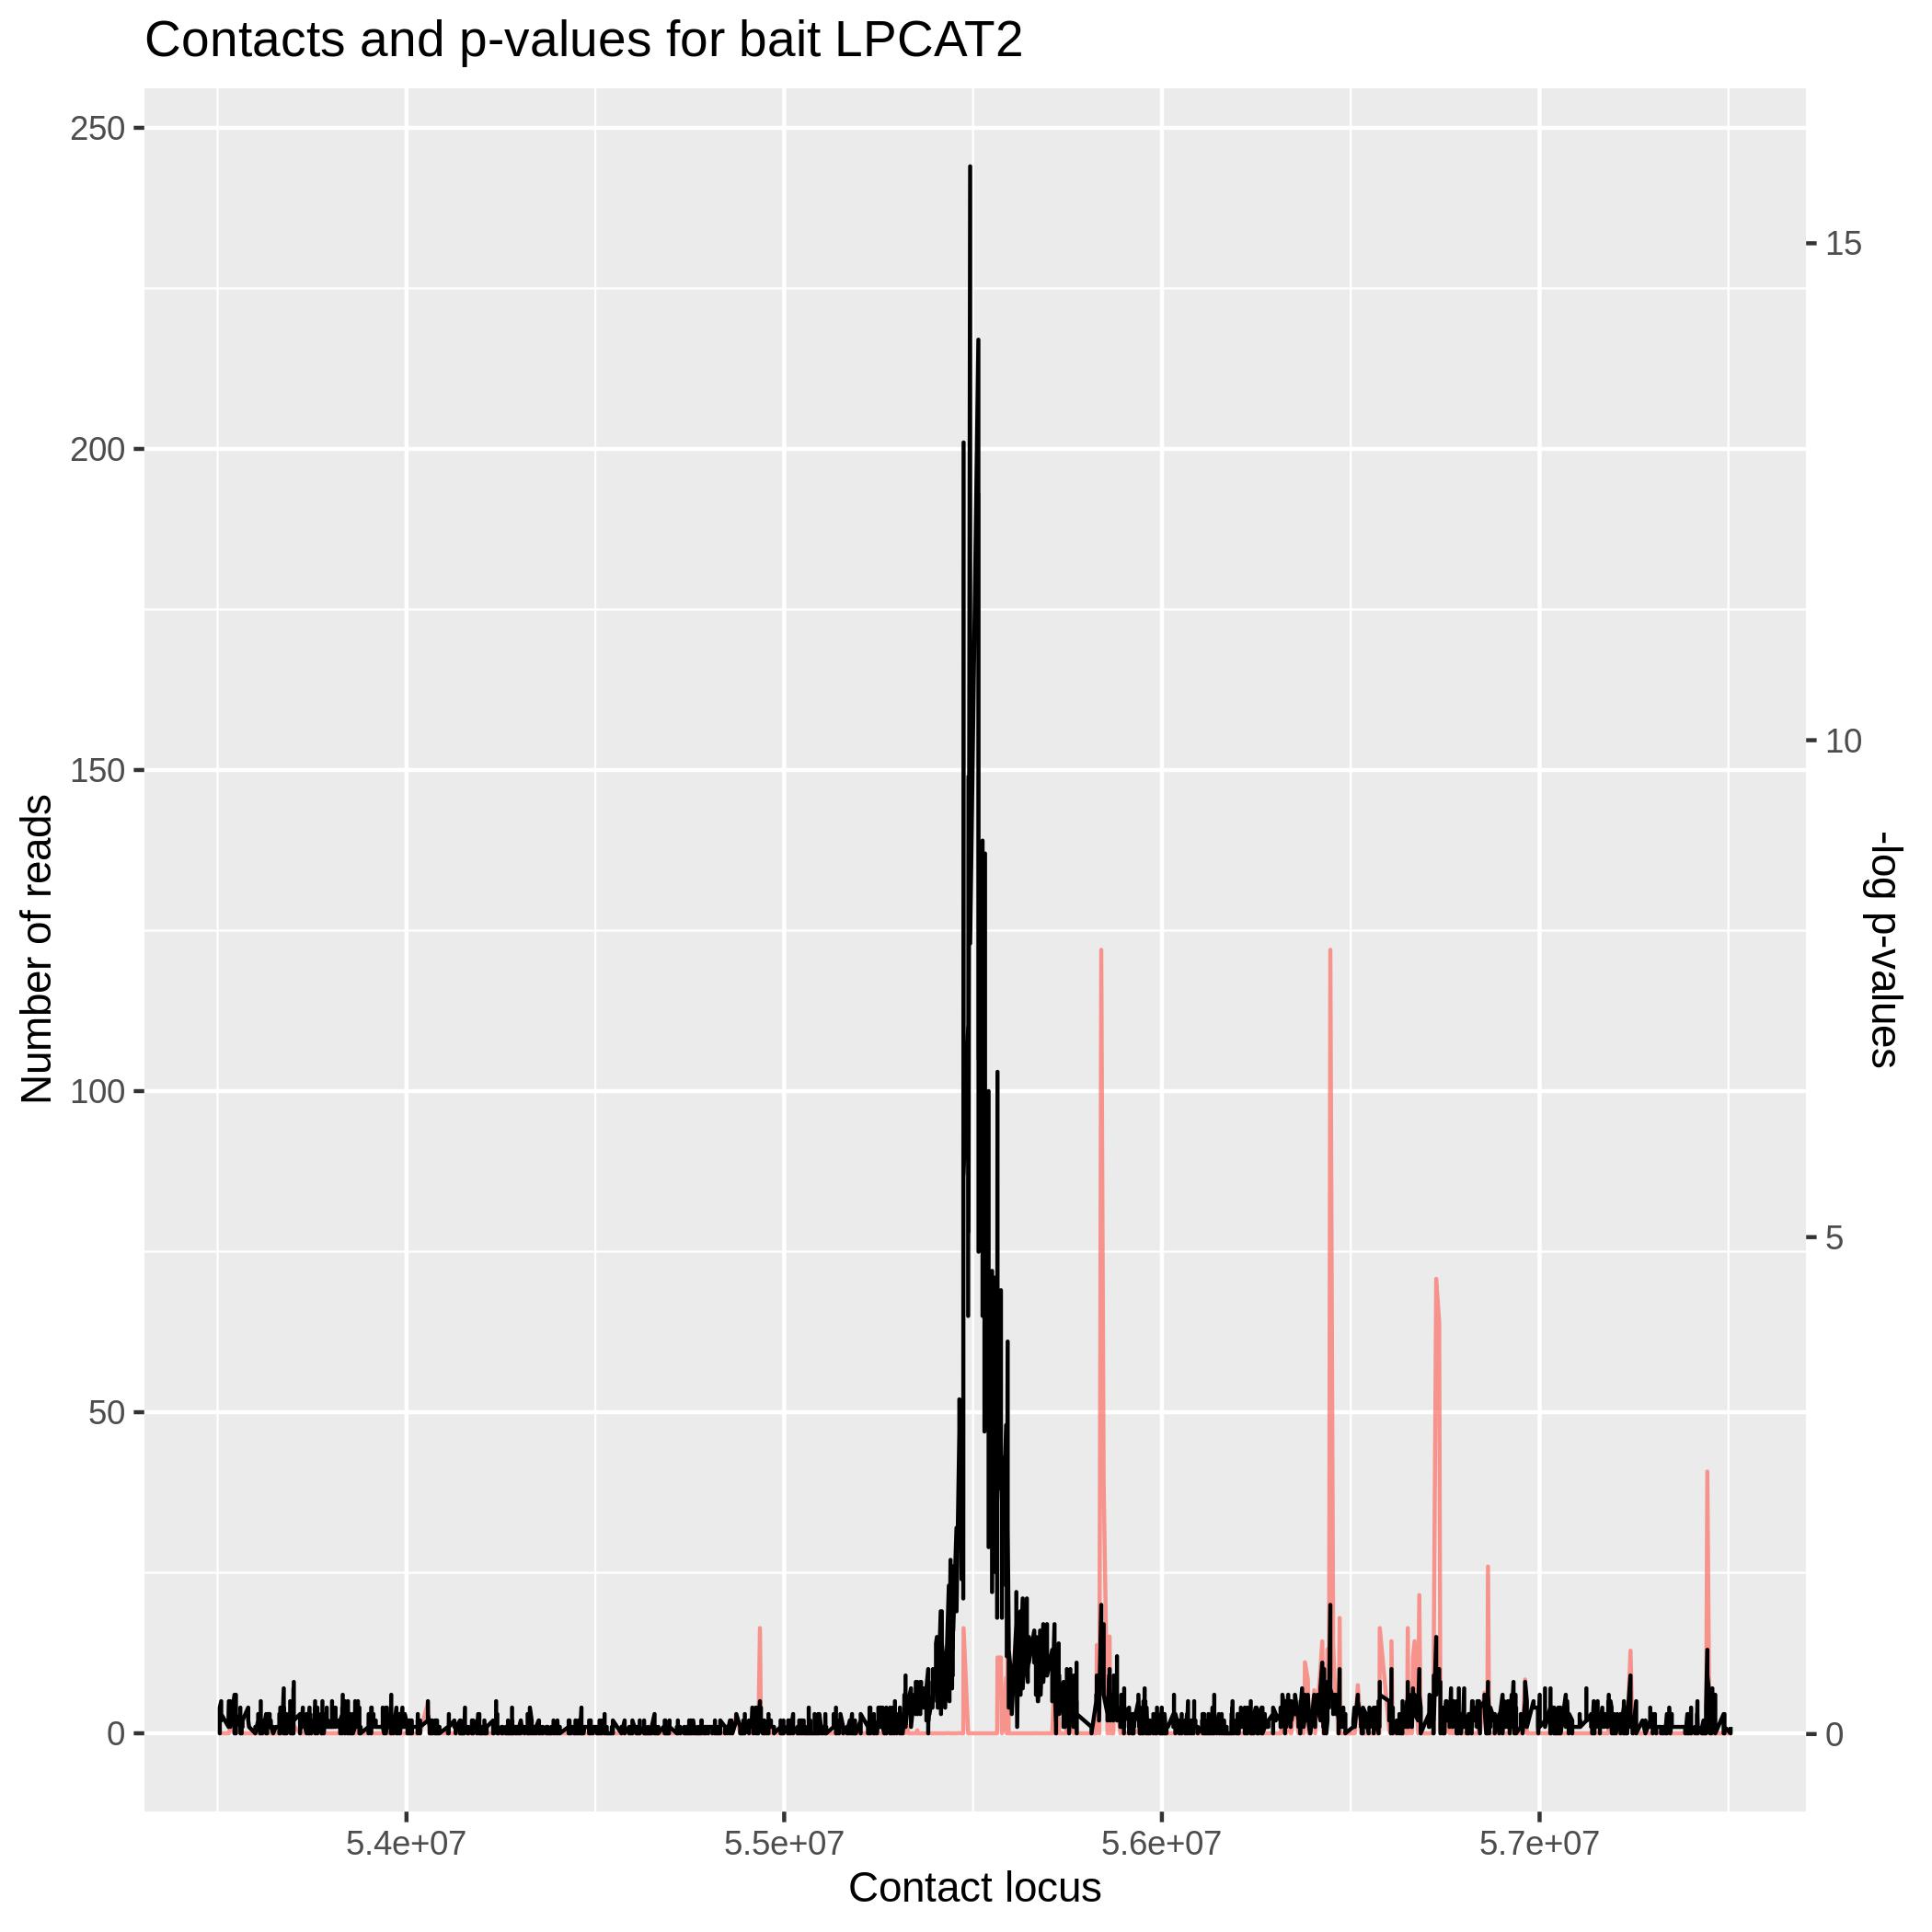 Contacts and p-values for bait LPCAT2
250
200
150
100
50
0
Number of reads
15
10
5
0
-log p-values
5.4e+07
5.5e+07
5.6e+07
5.7e+07
Contact locus